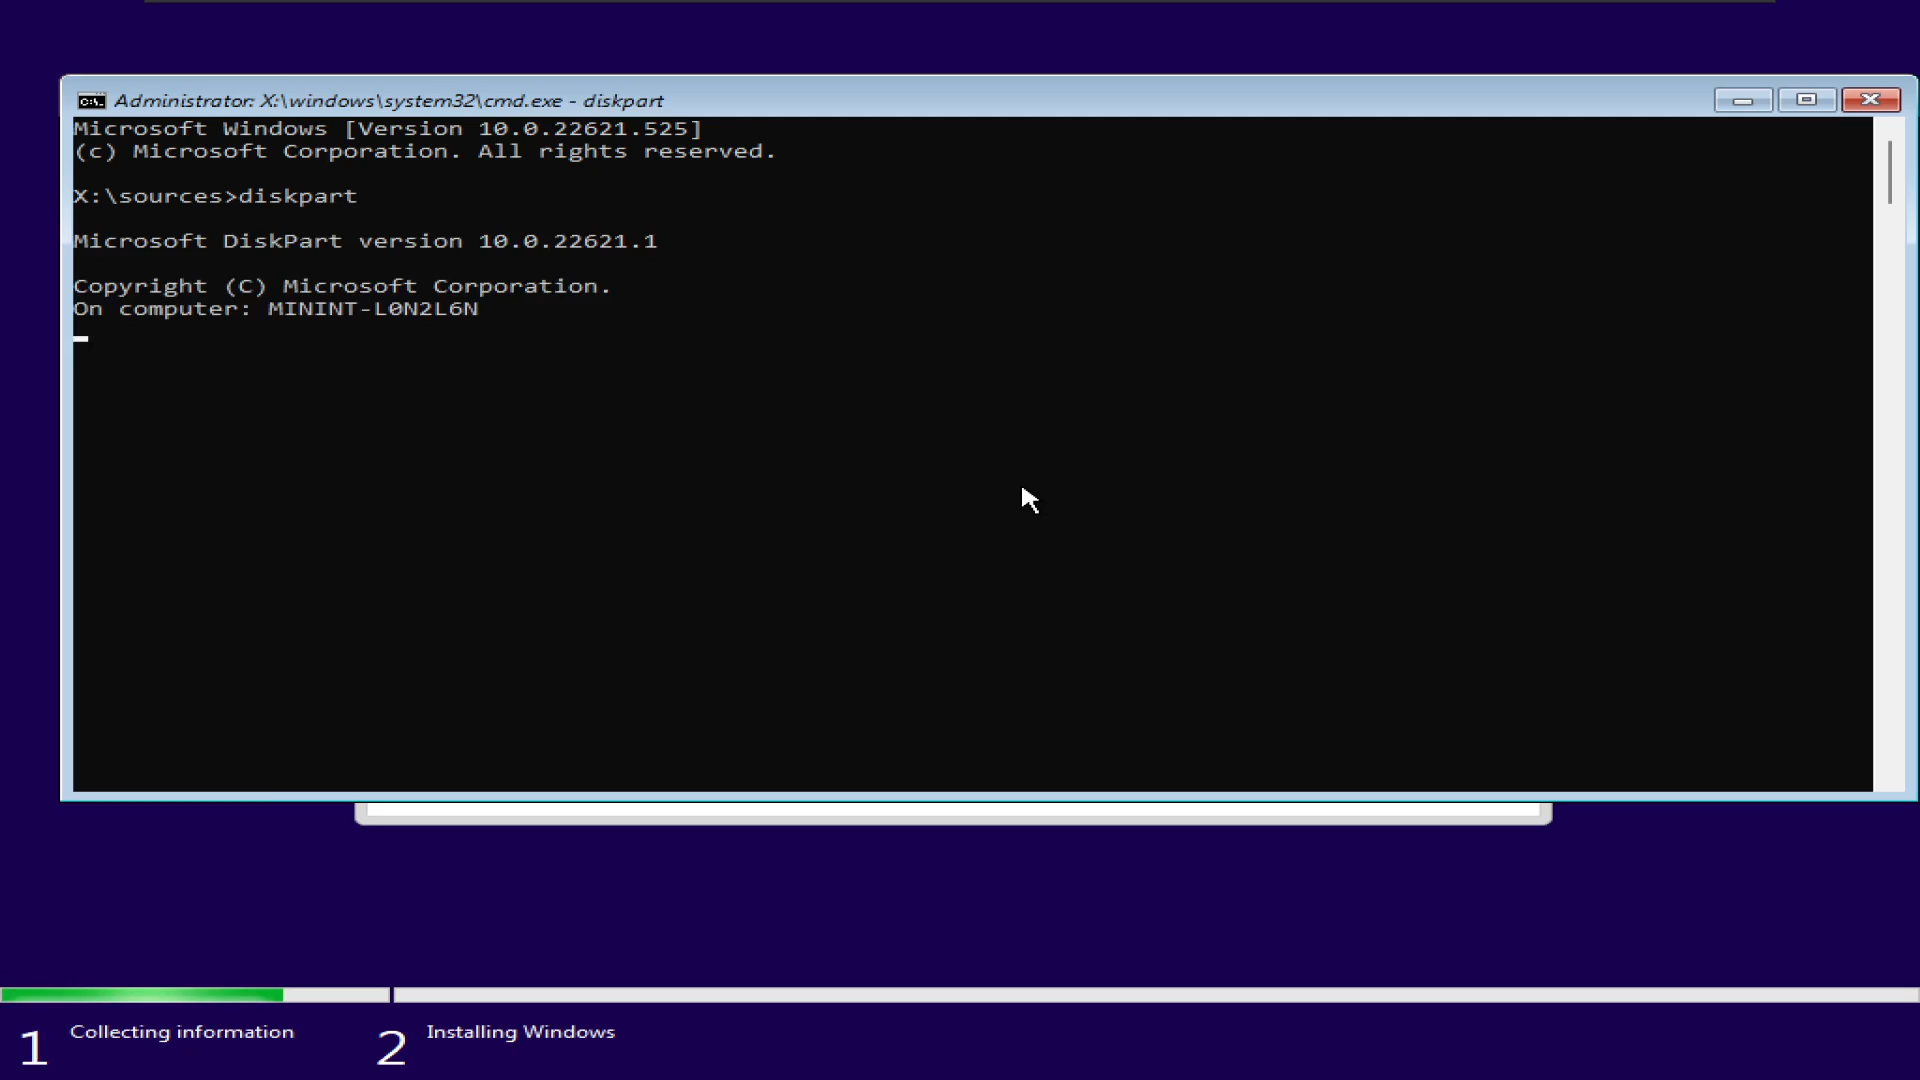 Administrator: X:\windows\system32\cmd.exe - diskpart
Microsoft Windows [Version 10.0.22621.525]
(c) Microsoft Corporation. All rights reserved.
X:\sources>diskpart
Microsoft DiskPart version 10.0.22621.1
Copyright (C) Microsoft Corporation.
On computer: MININT-L0N2L6N
1 Collecting information
2 Installing Windows